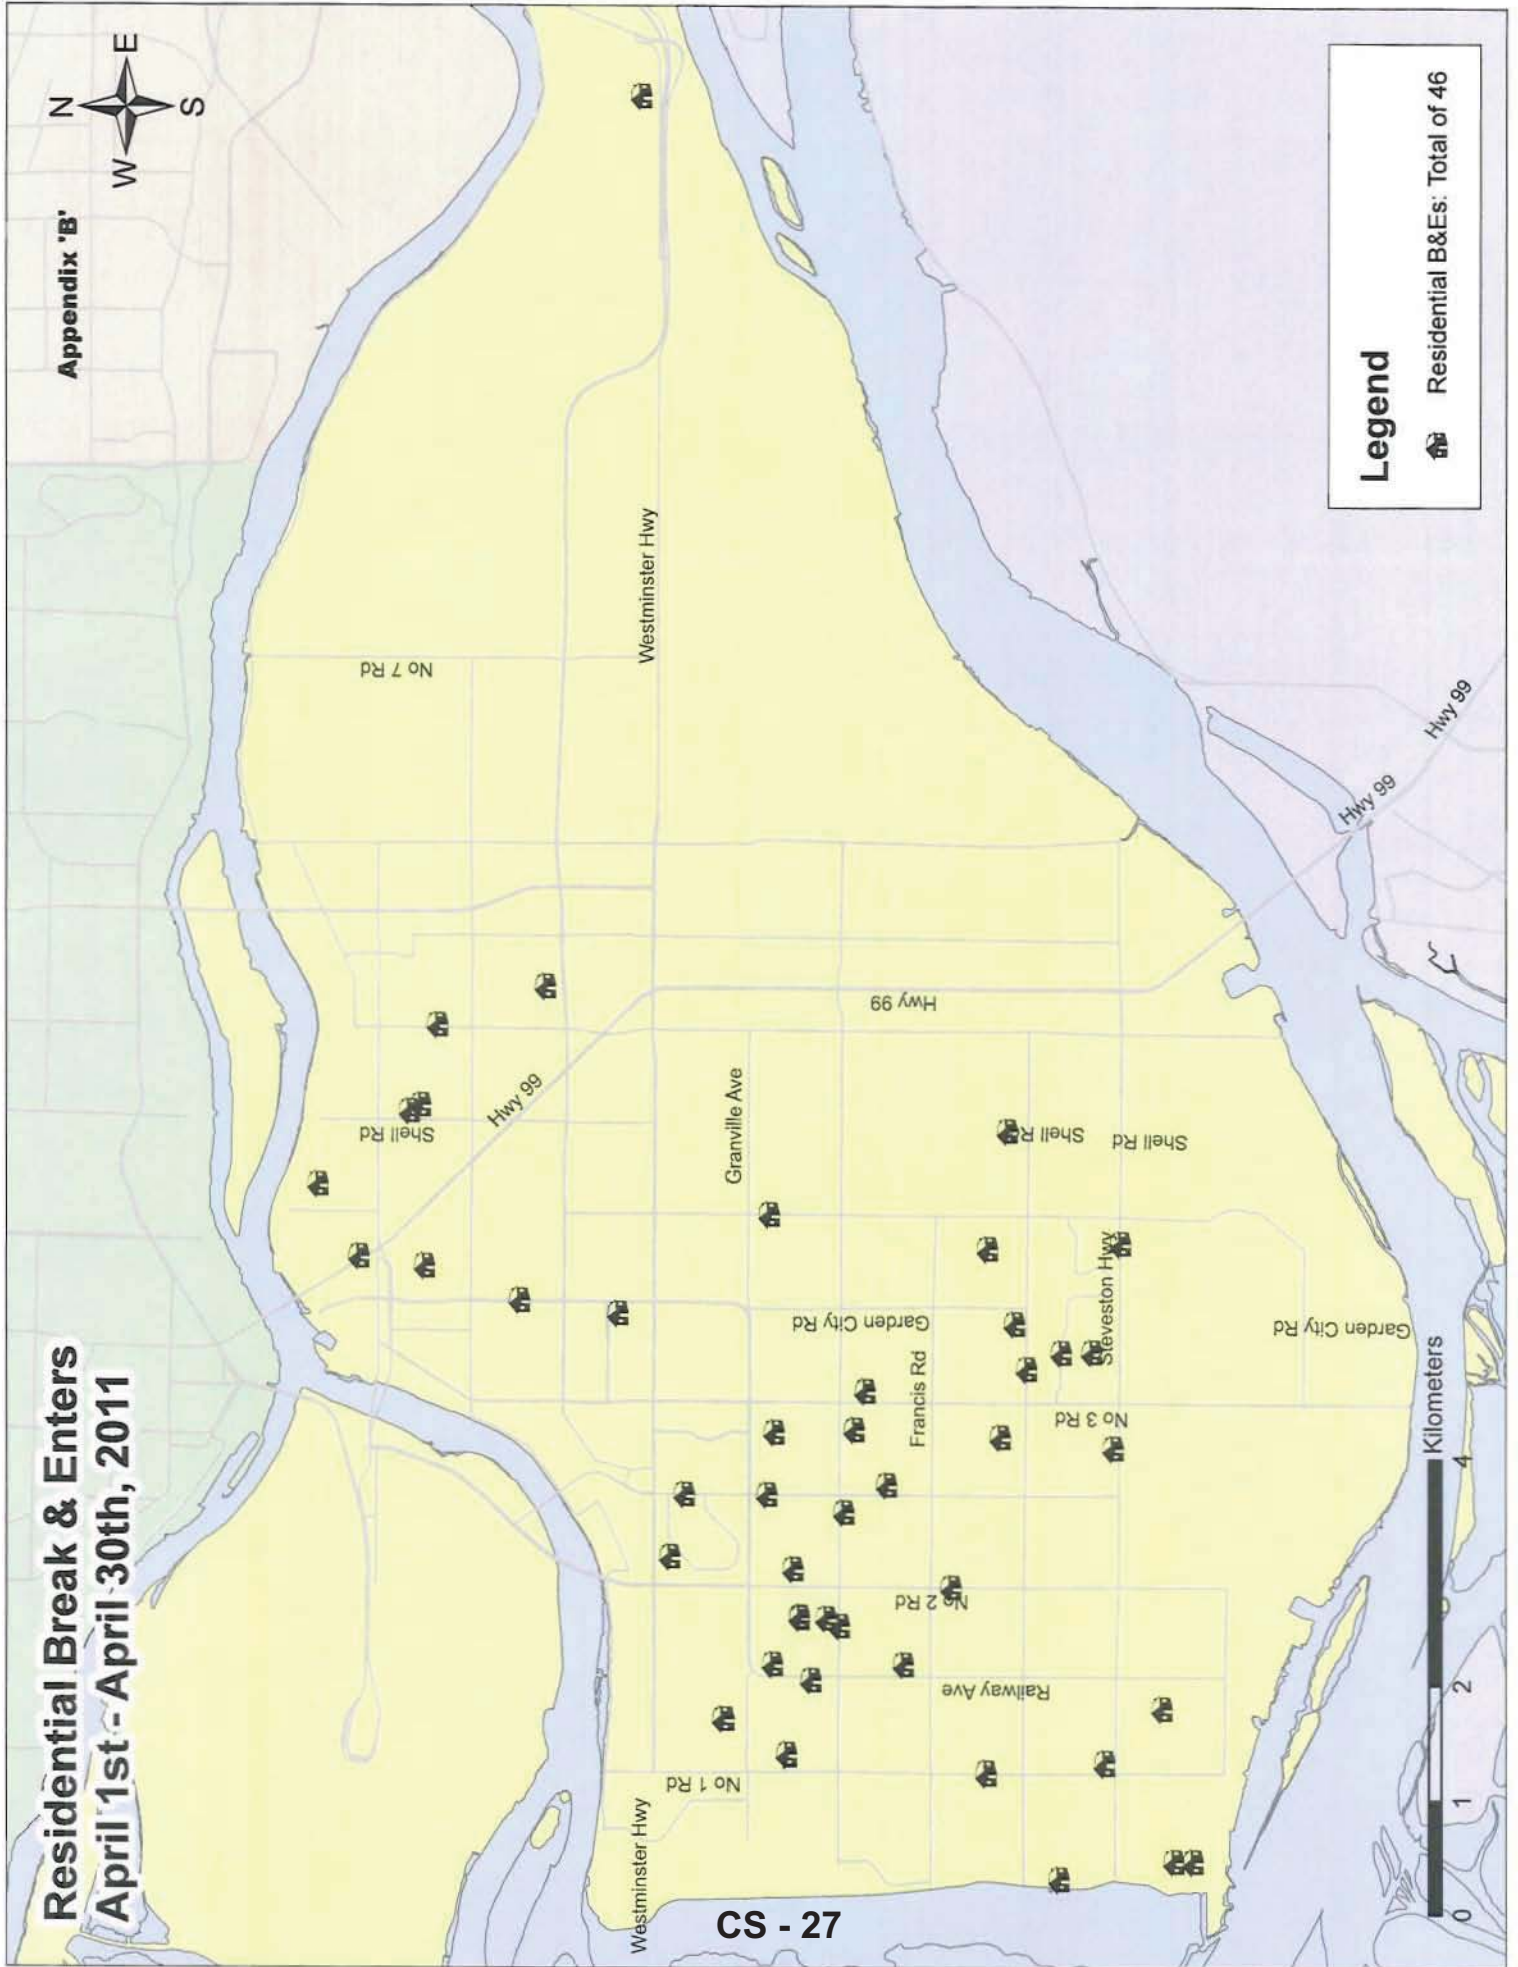 Residential Break & Enters
April 1st - April 30th, 2011
Appendix 'B'
N
W
E
S
No 7 Rd
Westminster Hwy
Shell Rd
Hwy 99
Hwy 99
Granville Ave
Shell Rd
Shell Rd
Garden City Rd
Steveston Hwy
Garden City Rd
Francis Rd
No 3 Rd
No 2 Rd
Railway Ave
No 1 Rd
Westminster Hwy
Hwy 99
Hwy 99
Legend
Residential B&Es: Total of 46
0 1 2 4
Kilometers
CS - 27